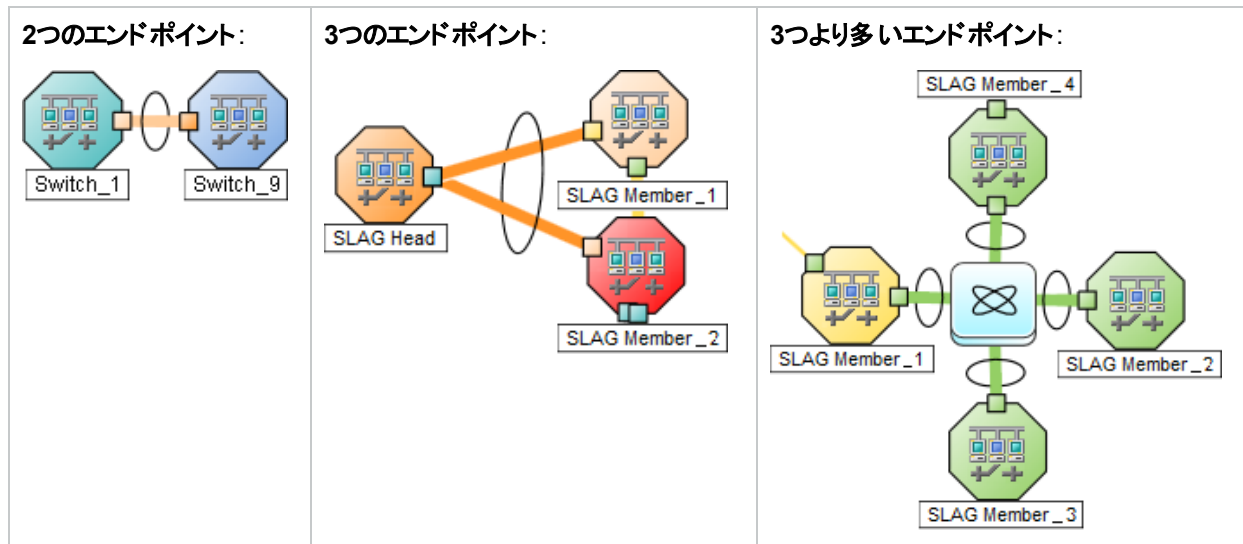 2つのエンドポイント:
Switch_1
Switch_9
3つのエンドポイント:
SLAG Head
SLAG Member_1
SLAG Member_2
3つより多いエンドポイント:
SLAG Member_4
SLAG Member_1
SLAG Member_2
SLAG Member_3